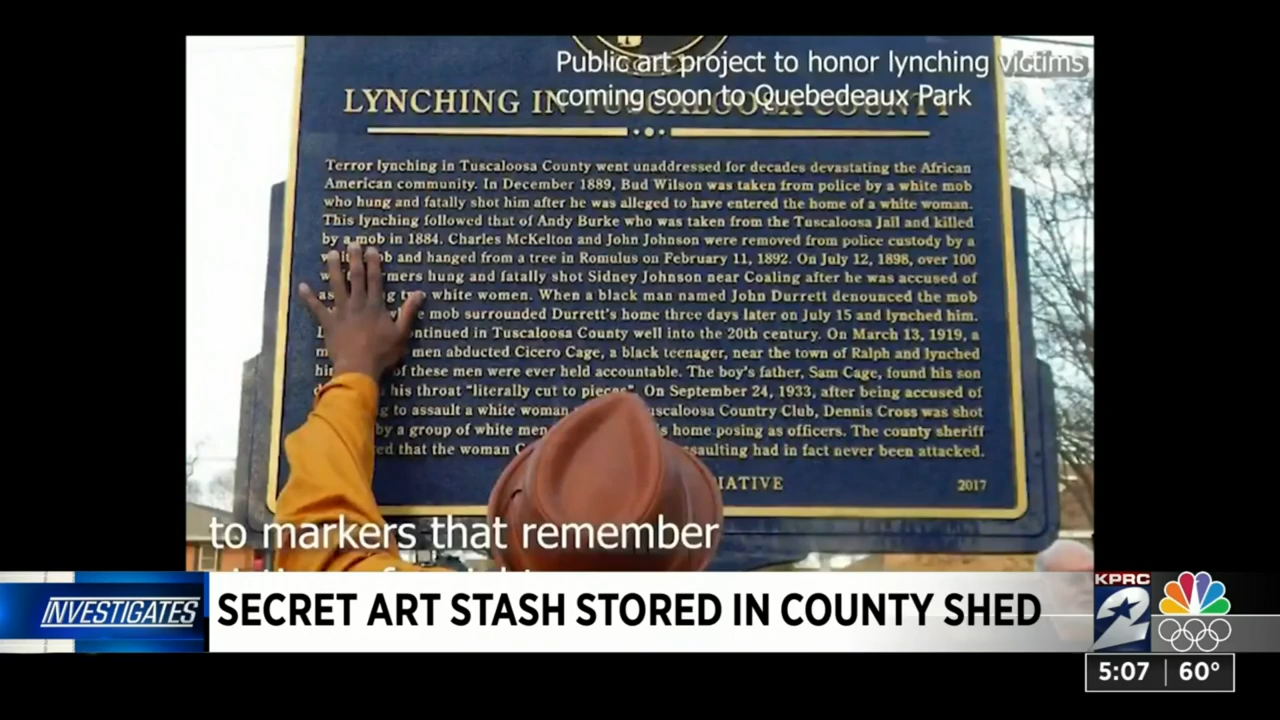 Public art project to honor lynching victims
coming soon to Quebedeaux Park
LYNCHING IN TUSCALOOSA COUNTY
Terror lynching in Tuscaloosa County went unaddressed for decades devastating the African
American community. In December 1889, Bud Wilson was taken from police by a white mob
who hung and fatally shot him after he was alleged to have entered the home of a white woman.
This lynching followed that of Andy Burke who was taken from the Tuscaloosa Jail and killed
by a mob in 1884. Charles McKelton and John Johnson were removed from police custody by a
mob and hanged from a tree in Romulus on February 11, 1892. On July 12, 1898, over 100
hung and fatally shot Sidney Johnson near Coaling after he was accused of
two white women. When a black man named John Durrett denounced the mob
mob surrounded Durrett's home three days later on July 15 and lynched him.
in Tuscaloosa County well into the 20th century. On March 13, 1919, a
men abducted Cicero Cage, a black teenager, near the town of Ralph and lynched
of these men were ever held accountable. The boy's father, Sam Cage, found his son
his throat "literally cut to pieces". On September 24, 1933, after being accused of
to assault a white woman Tuscaloosa Country Club, Dennis Cross was shot
by a group of white men home posing as officers. The county sheriff
that the woman had in fact never been attacked.
2017
to markers that remember
INVESTIGATES
SECRET ART STASH STORED IN COUNTY SHED
KPRC
2
5:07 60°